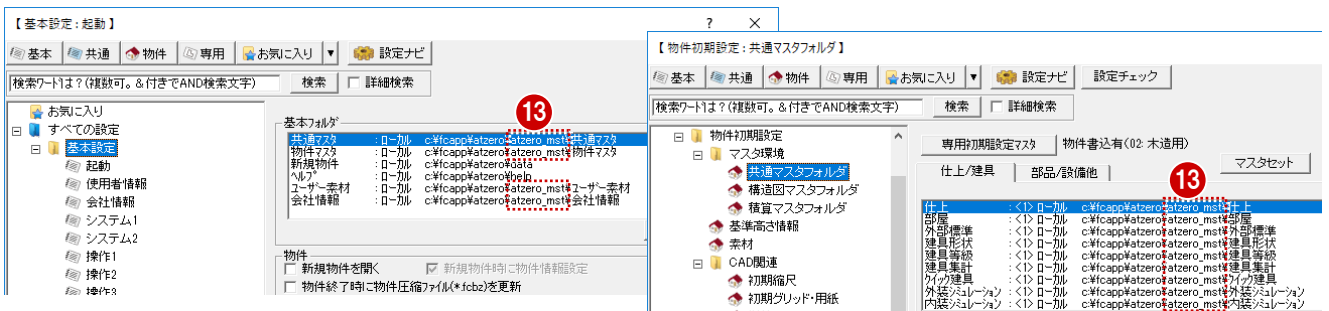 【 基本設定 : 起動 】 ? ×
基本 共通 物件 専用 お気に入り ▼ 設定ナビ
検索ワードは？(複数可。＆付きでAND検索文字) 検索 詳細検索
お気に入り
すべての設定
基本設定
起動
使用者情報
会社情報
システム1
システム2
操作1
操作2
操作3
13
基本フォルダ
共通マスタ : ローカル c:¥fcapp¥atzero¥atzero_mst¥共通マスタ
物件マスタ : ローカル c:¥fcapp¥atzero¥atzero_mst¥物件マスタ
新規物件 : ローカル c:¥fcapp¥atzero¥data
ヘルプ : ローカル c:¥fcapp¥atzero¥help
ユーザー素材 : ローカル c:¥fcapp¥atzero¥atzero_mst¥ユーザー素材
会社情報 : ローカル c:¥fcapp¥atzero¥atzero_mst¥会社情報
物件
新規物件を開く 新規物件時に物件情報設定
物件終了時に物件圧縮ファイル(*.fcbz)を更新
【 物件初期設定 : 共通マスタフォルダ 】
基本 共通 物件 専用 お気に入り ▼ 設定ナビ 設定チェック
検索ワードは？(複数可。＆付きでAND検索文字) 検索 詳細検索
物件初期設定
マスタ環境
共通マスタフォルダ
構造図マスタフォルダ
積算マスタフォルダ
基準高さ情報
素材
CAD関連
初期縮尺
初期グリッド・用紙
専用初期設定マスタ 物件書込有(02: 木造用)
マスタセット
仕上/建具 部品/設備他
13
仕上 : <1> ローカル c:¥fcapp¥atzero¥atzero_mst¥仕上
部屋 : <1> ローカル c:¥fcapp¥atzero¥atzero_mst¥部屋
外部標準 : <1> ローカル c:¥fcapp¥atzero¥atzero_mst¥外部標準
建具形状 : <1> ローカル c:¥fcapp¥atzero¥atzero_mst¥建具形状
建具等級 : <1> ローカル c:¥fcapp¥atzero¥atzero_mst¥建具等級
建具集計 : <1> ローカル c:¥fcapp¥atzero¥atzero_mst¥建具集計
クイック建具 : <1> ローカル c:¥fcapp¥atzero¥atzero_mst¥クイック建具
外装シミュレーション : <1> ローカル c:¥fcapp¥atzero¥atzero_mst¥外装シミュレーション
内装シミュレーション : <1> ローカル c:¥fcapp¥atzero¥atzero_mst¥内装シミュレーション